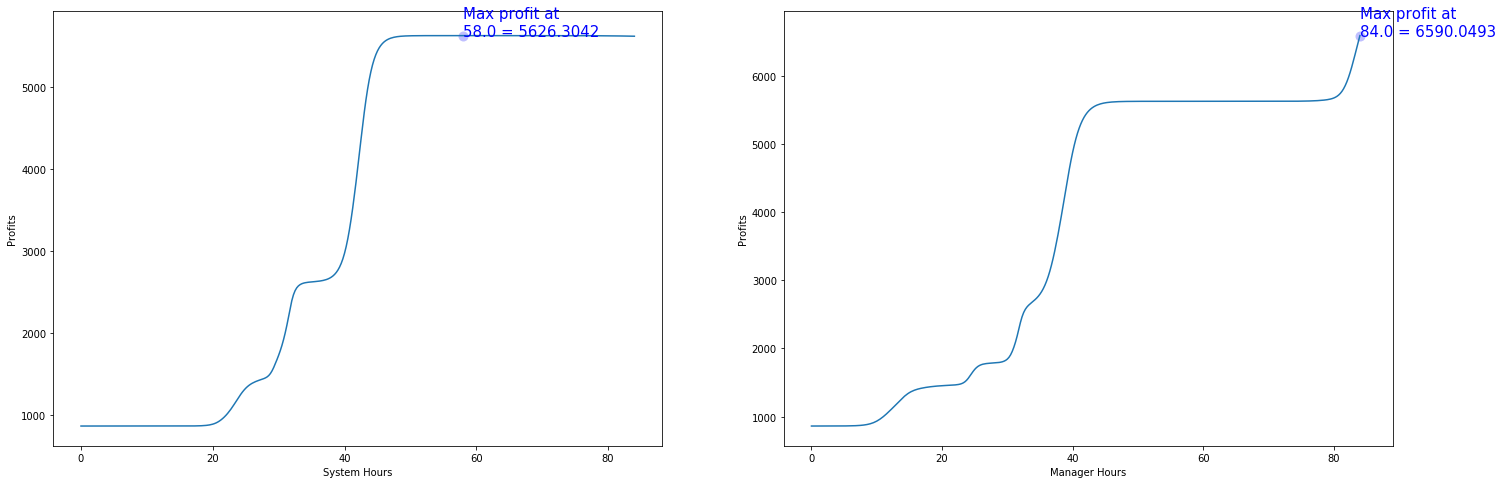 Max profit at
58.0 = 5626.3042
5000
4000
3000
2000
1000
Profits
0
20
40
60
80
System Hours
Max profit at
84.0 = 6590.0493
6000
5000
4000
3000
2000
1000
Profits
0
20
40
60
80
Manager Hours